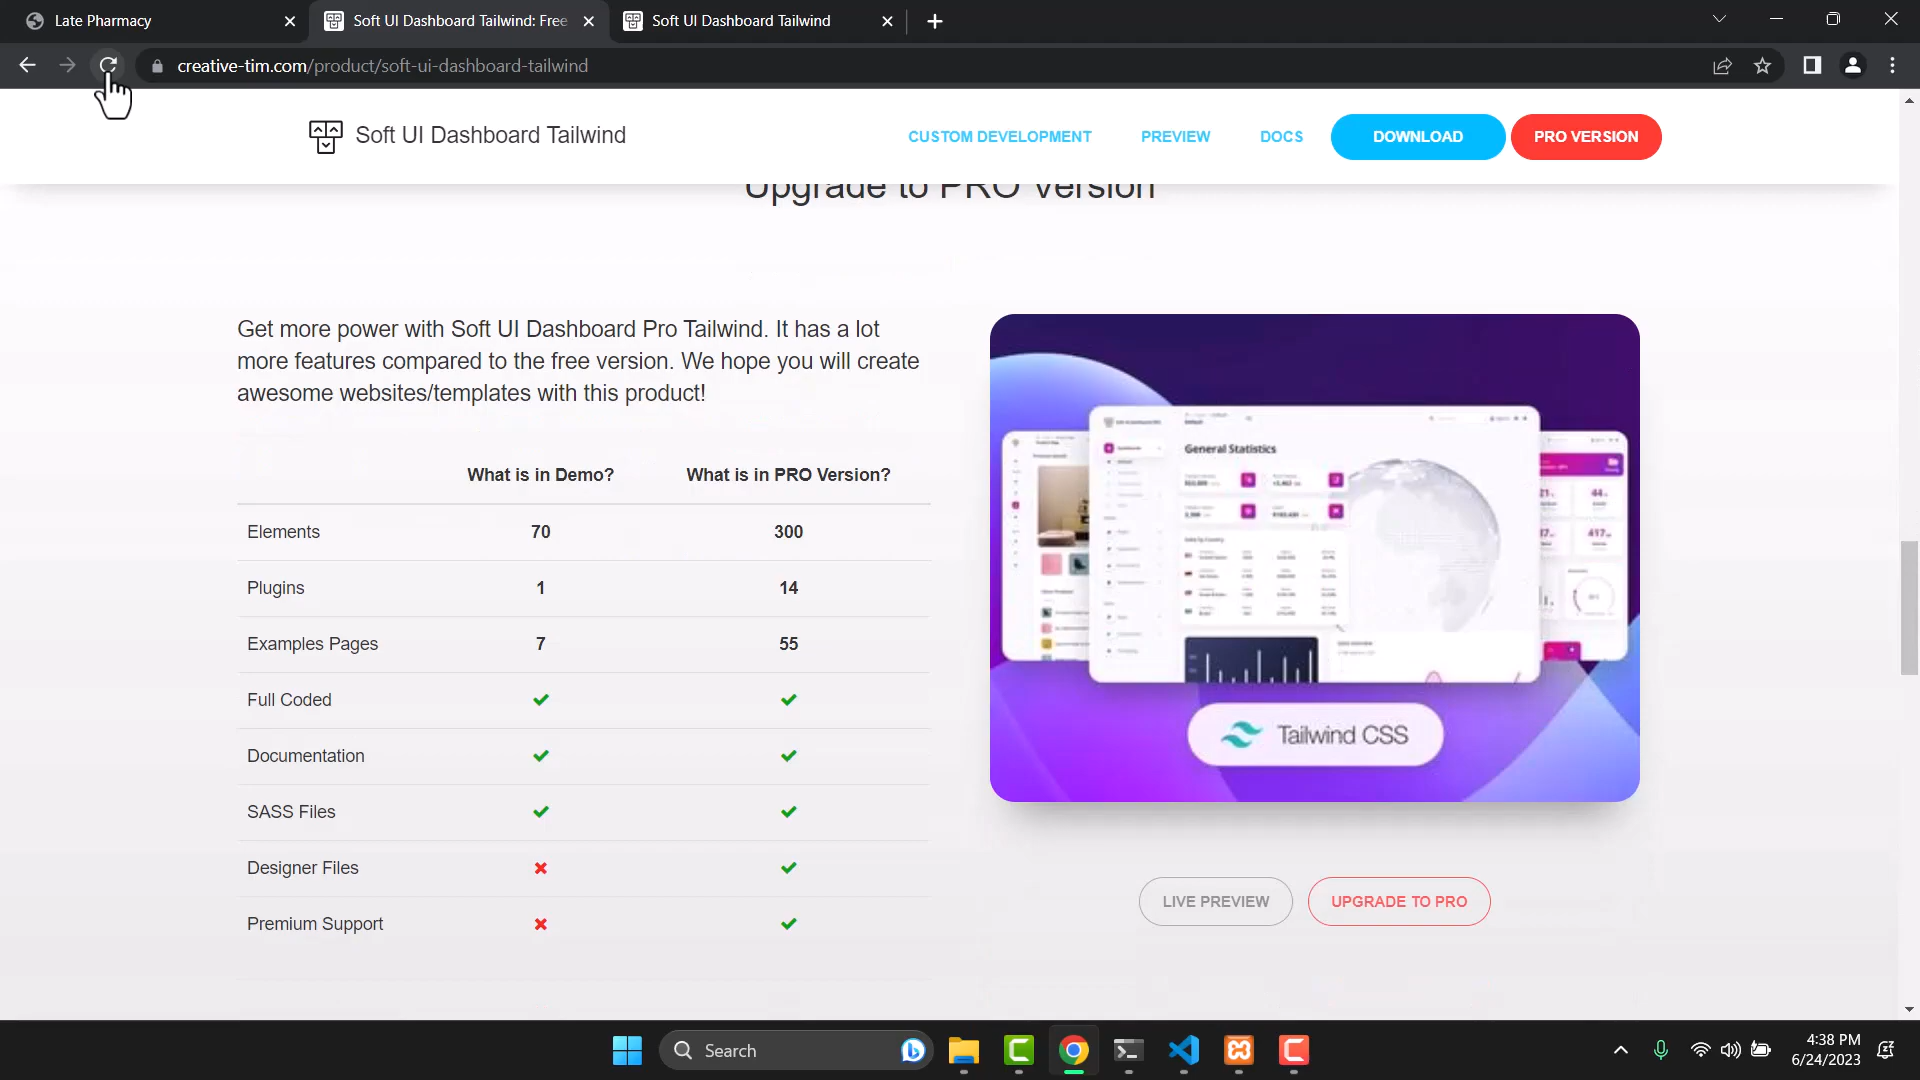 Late Pharmacy
Soft UI Dashboard Tailwind: Free
Soft UI Dashboard Tailwind
creative-tim.com/product/soft-ui-dashboard-tailwind
Soft UI Dashboard Tailwind
CUSTOM DEVELOPMENT
PREVIEW
DOCS
DOWNLOAD
PRO VERSION
Upgrade to PRO Version
Get more power with Soft UI Dashboard Pro Tailwind. It has a lot
more features compared to the free version. We hope you will create
awesome websites/templates with this product!
What is in Demo? What is in PRO Version?
Elements 70 300
Plugins 1 14
Examples Pages 7 55
Full Coded
Documentation
SASS Files
Designer Files
Premium Support
General Statistics
Tailwind CSS
LIVE PREVIEW
UPGRADE TO PRO
Search
4:38 PM
6/24/2023